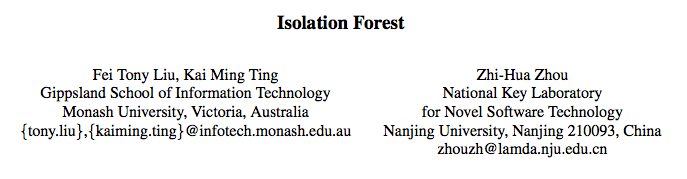 Isolation Forest
Fei Tony Liu, Kai Ming Ting
Gippsland School of Information Technology
Monash University, Victoria, Australia
{tony.liu},{kaiming.ting}@infotech.monash.edu.au
Zhi-Hua Zhou
National Key Laboratory
for Novel Software Technology
Nanjing University, Nanjing 210093, China
zhouzh@lamda.nju.edu.cn